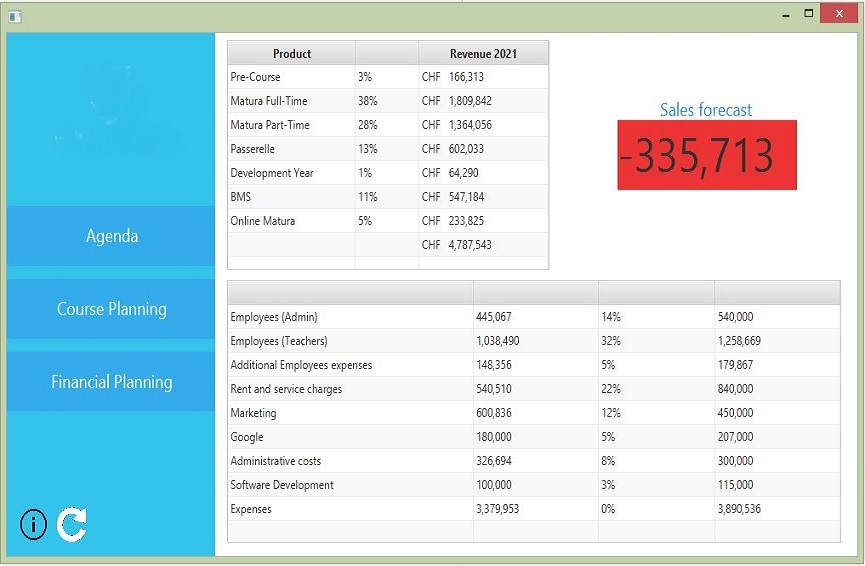 Product Revenue 2021
Pre-Course 3% CHF 166,313
Matura Full-Time 38% CHF 1,809,842
Matura Part-Time 28% CHF 1,364,056
Passerelle 13% CHF 602,033
Development Year 1% CHF 64,290
BMS 11% CHF 547,184
Online Matura 5% CHF 233,825
CHF 4,787,543
Sales forecast
-335,713
Agenda
Course Planning
Financial Planning
Employees (Admin) 445,067 14% 540,000
Employees (Teachers) 1,038,490 32% 1,258,669
Additional Employees expenses 148,356 5% 179,867
Rent and service charges 540,510 22% 840,000
Marketing 600,836 12% 450,000
Google 180,000 5% 207,000
Administrative costs 326,694 8% 300,000
Software Development 100,000 3% 115,000
Expenses 3,379,953 0% 3,890,536
i